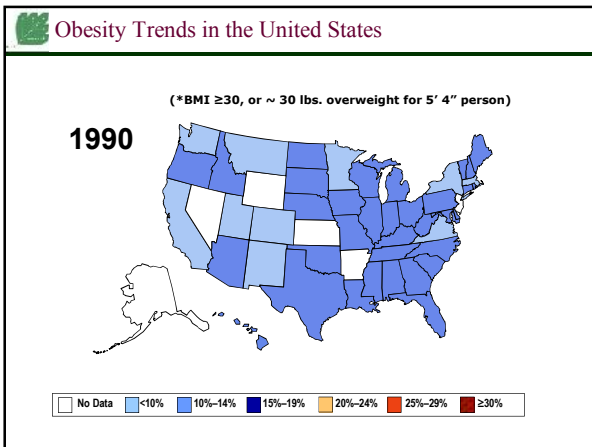 Obesity Trends in the United States
(*BMI ≥30, or ~ 30 lbs. overweight for 5’ 4” person)
1990
No Data <10% 10%–14% 15%–19% 20%–24% 25%–29% ≥30%